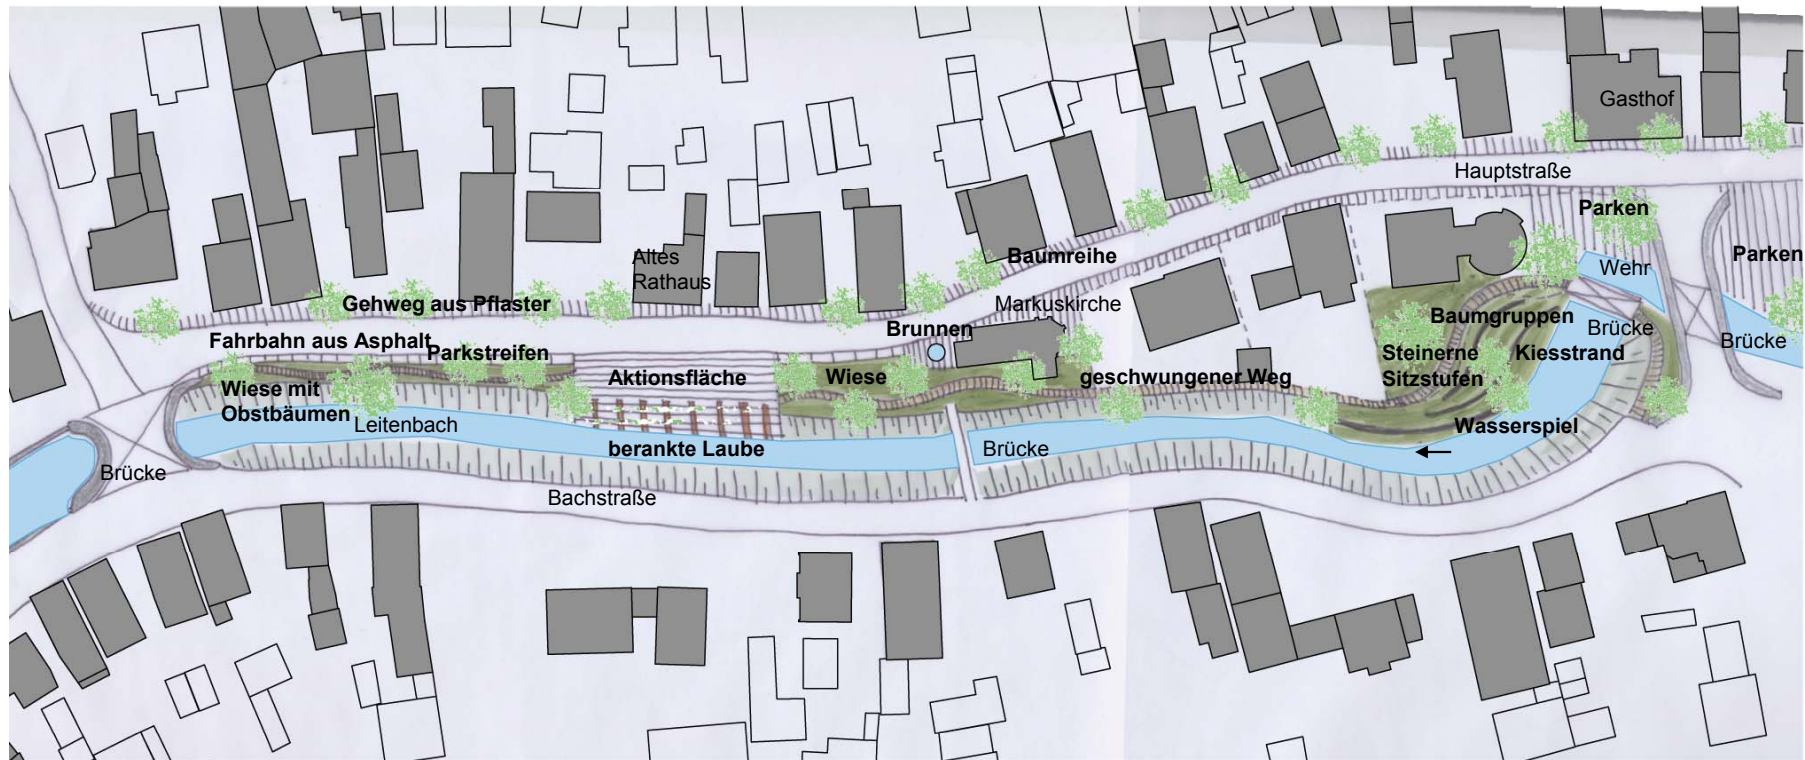 Gasthof
Hauptstraße
Parken
Altes
Rathaus
Baumreihe
Parken
Wehr
Gehweg aus Pflaster
Markuskirche
Brunnen
Baumgruppen
Brücke
Brücke
Fahrbahn aus Asphalt
Parkstreifen
Steinerne
Sitzstufen
Kiesstrand
Aktionsfläche
Wiese
geschwungener Weg
Wiese mit
Obstbäumen
Leitenbach
Wasserspiel
berankte Laube
Brücke
Brücke
Bachstraße